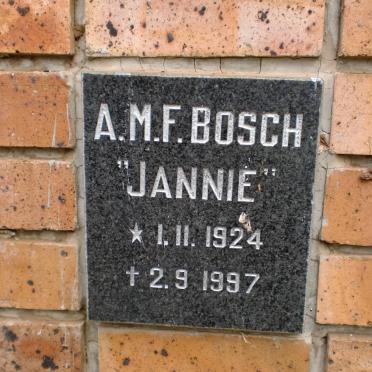 A.M.F. BOSCH
"JANNIE"
* 1.11.1924
† 2.9 1997